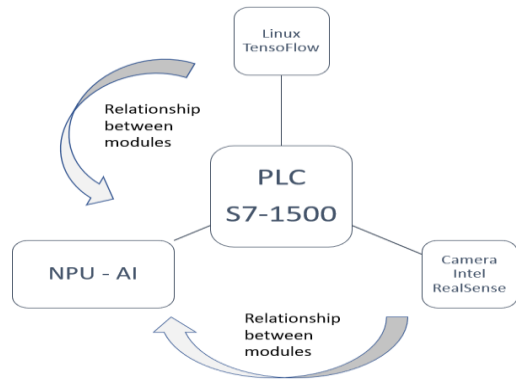 Linux
TensoFlow
Relationship
between
modules
PLC
S7-1500
NPU - AI
Camera
Intel
RealSense
Relationship
between
modules